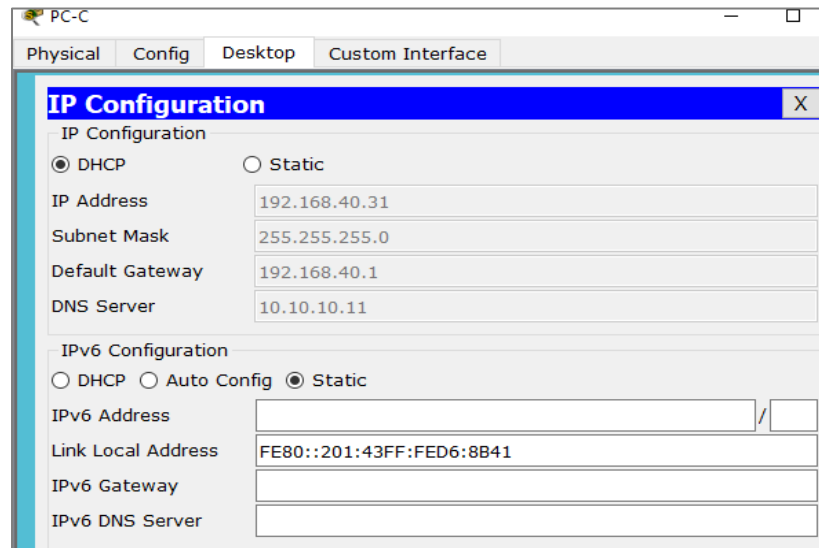 PC-C
Physical Config Desktop Custom Interface
IP Configuration X
IP Configuration
DHCP Static
IP Address 192.168.40.31
Subnet Mask 255.255.255.0
Default Gateway 192.168.40.1
DNS Server 10.10.10.11
IPv6 Configuration
DHCP Auto Config Static
IPv6 Address /
Link Local Address FE80::201:43FF:FED6:8B41
IPv6 Gateway
IPv6 DNS Server